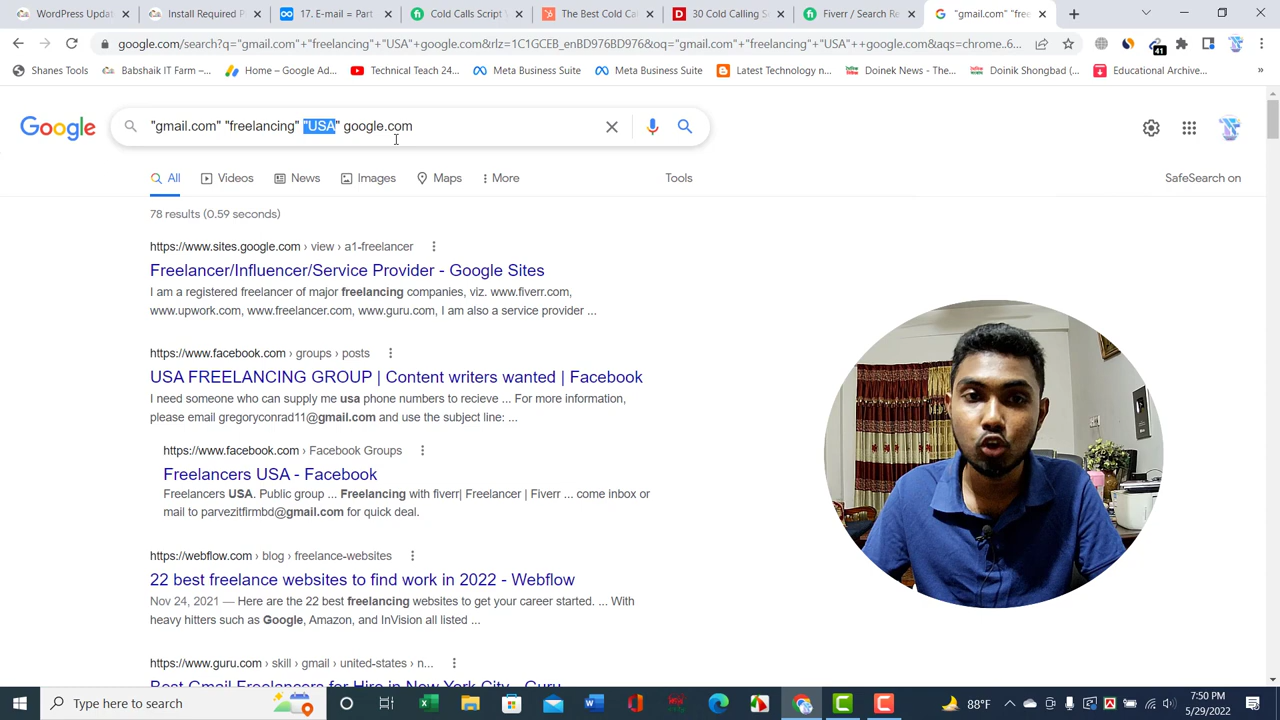 WordPress Updat
Gmail Required P
17. E-mail = Part
Cold Calls Script
The Best Cold Ca
30 Cold Calling S
Fiverr / Search Re
"gmail.com" "free
google.com/search?q="gmail.com"+"freelancing"+"USA"+google.com&rlz=1C1GCEB_enBD976BD976&oq="gmail.com"+"freelancing"+"USA"++google.com&aqs=chrome..6...
41
Shanes Tools
Babshaik IT Farm –...
Home – Google Ad...
Technical Teach 24...
Meta Business Suite
Meta Business Suite
Latest Technology n...
Doinek News - The...
Doinik Shongbad (...
Educational Archive...
»
Google
"gmail.com" "freelancing" "USA" google.com
All
Videos
News
Images
Maps
More
Tools
SafeSearch on
78 results (0.59 seconds)
https://www.sites.google.com › view › a1-freelancer
Freelancer/Influencer/Service Provider - Google Sites
I am a registered freelancer of major freelancing companies, viz. www.fiverr.com,
www.upwork.com, www.freelancer.com, www.guru.com, I am also a service provider ...
https://www.facebook.com › groups › posts
USA FREELANCING GROUP | Content writers wanted | Facebook
I need someone who can supply me usa phone numbers to recieve ... For more information,
please email gregoryconrad11@gmail.com and use the subject line: ...
https://www.facebook.com › Facebook Groups
Freelancers USA - Facebook
Freelancers USA. Public group ... Freelancing with fiverr| Freelancer | Fiverr ... come inbox or
mail to parvezitfirmbd@gmail.com for quick deal.
https://webflow.com › blog › freelance-websites
22 best freelance websites to find work in 2022 - Webflow
Nov 24, 2021 — Here are the 22 best freelancing websites to get your career started. ... With
heavy hitters such as Google, Amazon, and InVision all listed ...
https://www.guru.com › skill › gmail › united-states › n...
Best Gmail Freelancers for Hire in New York City - Guru
Type here to search
88°F
7:50 PM
5/29/2022